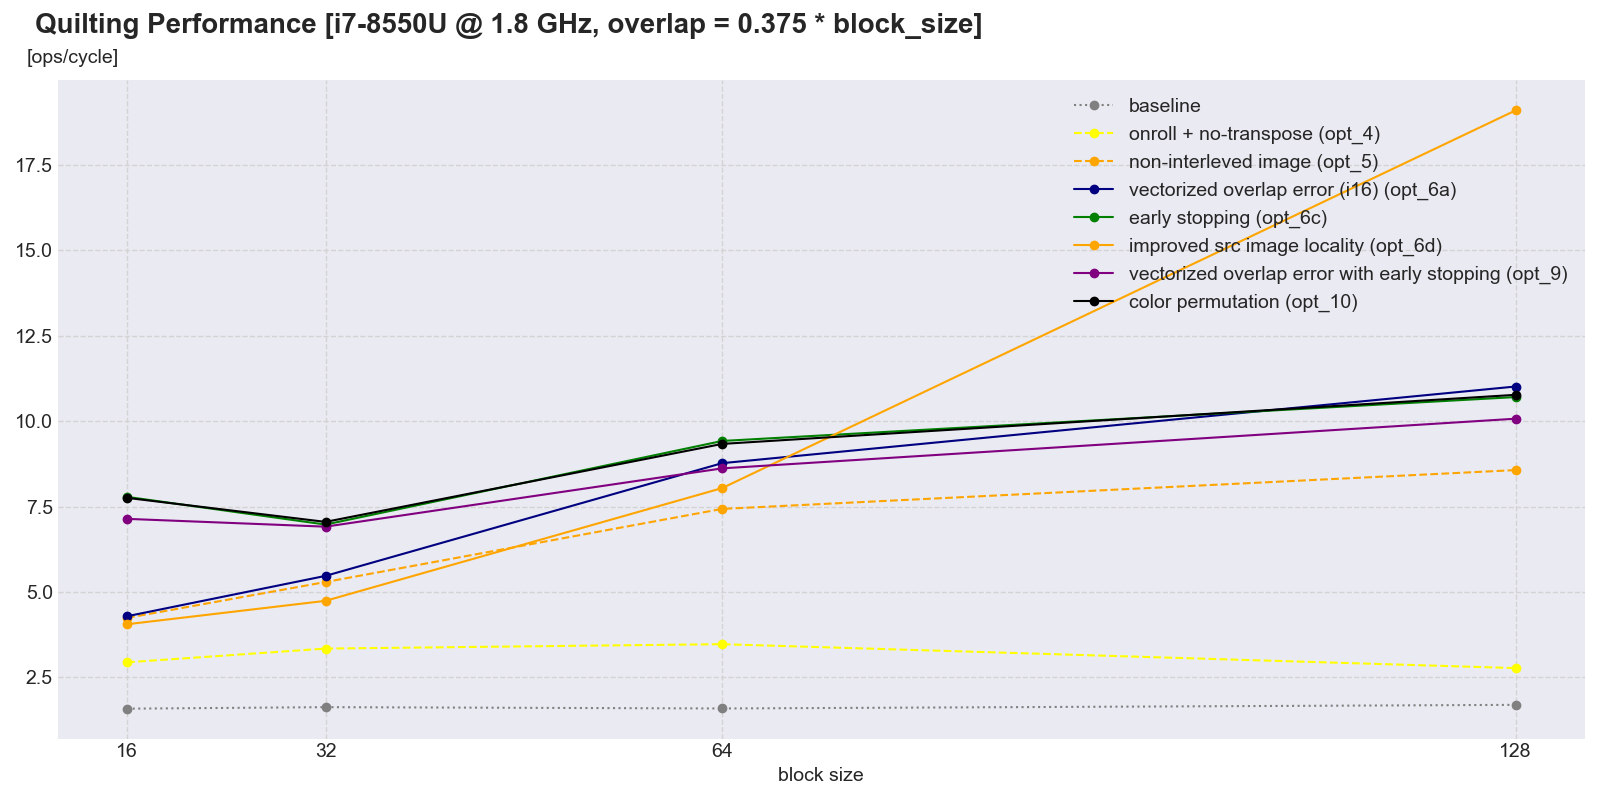 Quilting Performance [i7-8550U @ 1.8 GHz, overlap = 0.375 * block_size]
[ops/cycle]
baseline
onroll + no-transpose (opt_4)
non-interleved image (opt_5)
vectorized overlap error (i16) (opt_6a)
early stopping (opt_6c)
improved src image locality (opt_6d)
vectorized overlap error with early stopping (opt_9)
color permutation (opt_10)
17.5
15.0
12.5
10.0
7.5
5.0
2.5
16 32 64 128
block size